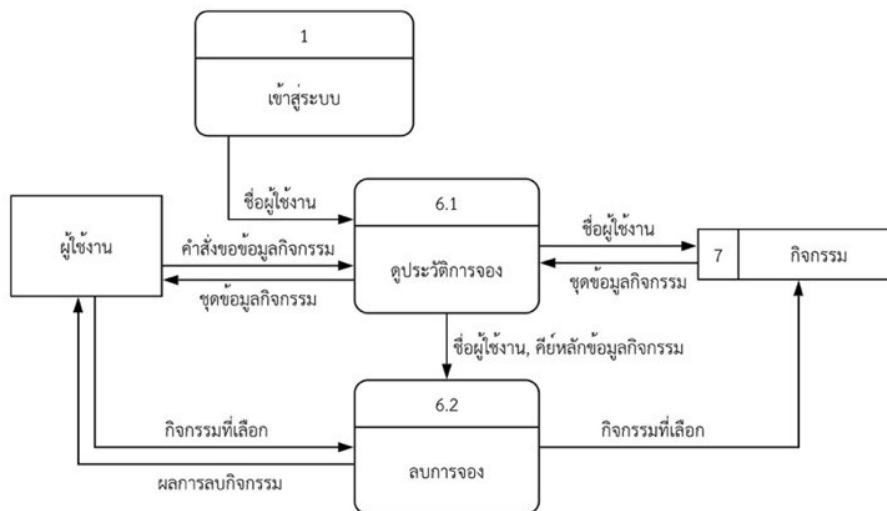 1
เข้าสู่ระบบ
ชื่อผู้ใช้งาน
6.1
ผู้ใช้งาน
คำสั่งขอข้อมูลกิจกรรม
ชุดข้อมูลกิจกรรม
ดูประวัติการจอง
ชื่อผู้ใช้งาน
ชุดข้อมูลกิจกรรม
7
กิจกรรม
ชื่อผู้ใช้งาน, คีย์หลักข้อมูลกิจกรรม
6.2
กิจกรรมที่เลือก
ผลการลบกิจกรรม
ลบการจอง
กิจกรรมที่เลือก